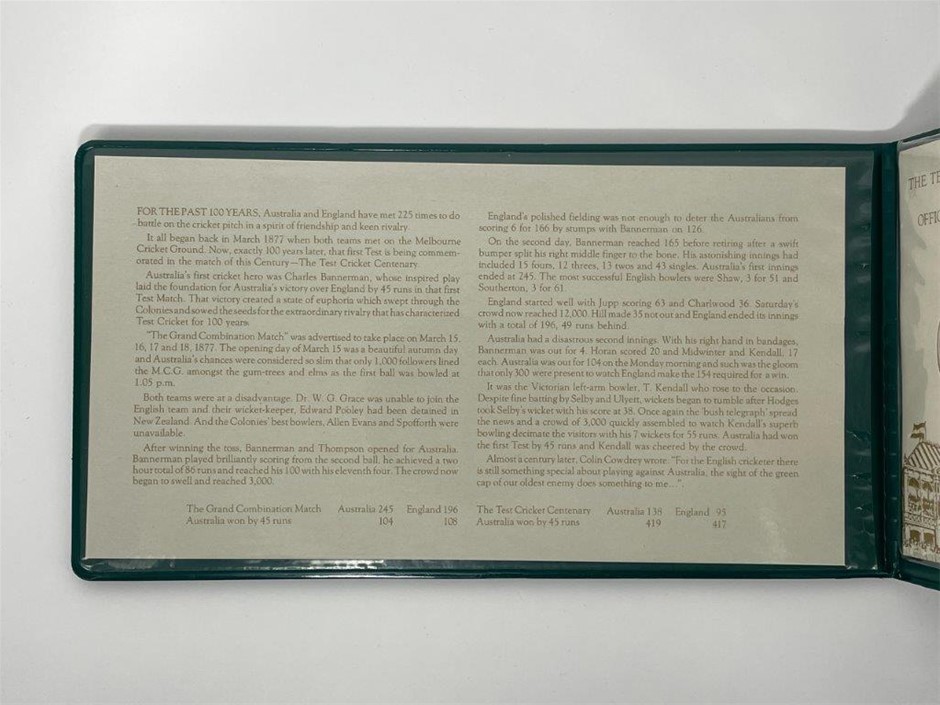 FOR THE PAST 100 YEARS, Australia and England have met 225 times to do
battle on the cricket pitch in a spirit of friendship and keen rivalry.
It all began back in March 1877 when both teams met on the Melbourne
Cricket Ground. Now, exactly 100 years later, that first Test is being commem-
orated in the match of this Century—The Test Cricket Centenary.
Australia's first cricket hero was Charles Bannerman, whose inspired play
laid the foundation for Australia's victory over England by 45 runs in that first
Test Match. That victory created a state of euphoria which swept through the
Colonies and sowed the seeds for the extraordinary rivalry that has characterized
Test Cricket for 100 years.
"The Grand Combination Match" was advertised to take place on March 15,
16, 17 and 18, 1877. The opening day of March 15 was a beautiful autumn day
and Australia's chances were considered so slim that only 1,000 followers lined
the M.C.G. amongst the gum-trees and elms as the first ball was bowled at
1.05 p.m.
Both teams were at a disadvantage. Dr. W. G. Grace was unable to join the
English team and their wicket-keeper, Edward Pooley had been detained in
New Zealand. And the Colonies' best bowlers, Allen Evans and Spofforth were
unavailable.
After winning the toss, Bannerman and Thompson opened for Australia.
Bannerman played brilliantly scoring from the second ball, he achieved a two
hour total of 86 runs and reached his 100 with his eleventh four. The crowd now
began to swell and reached 3,000.
England's polished fielding was not enough to deter the Australians from
scoring 6 for 166 by stumps with Bannerman on 126.
On the second day, Bannerman reached 165 before retiring after a swift
bumper split his right middle finger to the bone. His astonishing innings had
included 15 fours, 12 threes, 13 twos and 43 singles. Australia's first innings
ended at 245. The most successful English bowlers were Shaw, 3 for 51 and
Southerton, 3 for 61.
England started well with Jupp scoring 63 and Charlwood 36. Saturday's
crowd now reached 12,000. Hill made 35 not out and England ended its innings
with a total of 196, 49 runs behind.
Australia had a disastrous second innings. With his right hand in bandages,
Bannerman was out for 4. Horan scored 20 and Midwinter and Kendall, 17
each. Australia was out for 104 on the Monday morning and such was the gloom
that only 300 were present to watch England make the 154 required for a win.
It was the Victorian left-arm bowler, T. Kendall who rose to the occasion.
Despite fine batting by Selby and Ulyett, wickets began to tumble after Hodges
took Selby's wicket with his score at 38. Once again the 'bush telegraph' spread
the news and a crowd of 3,000 quickly assembled to watch Kendall's superb
bowling decimate the visitors with his 7 wickets for 55 runs. Australia had won
the first Test by 45 runs and Kendall was cheered by the crowd.
Almost a century later, Colin Cowdrey wrote: "For the English cricketer there
is still something special about playing against Australia, the sight of the green
cap of our oldest enemy does something to me...".
The Grand Combination Match Australia 245 England 196
Australia won by 45 runs 104 108
The Test Cricket Centenary Australia 138 England 95
Australia won by 45 runs 419 417
THE TE
OFFIC